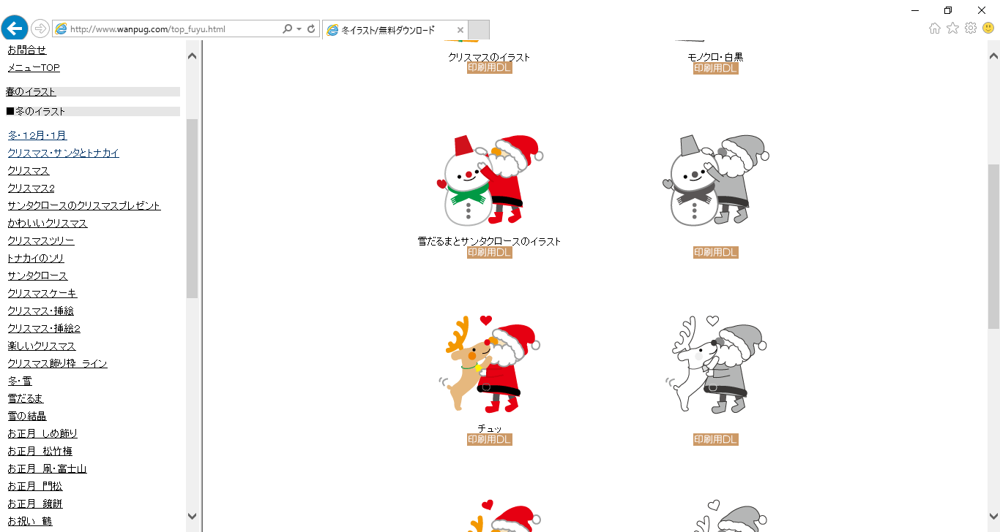 http://www.wanpug.com/top_fuyu.html
冬イラスト/無料ダウンロード
お問合せ
メニューTOP
春のイラスト
■冬のイラスト
冬・12月・1月
クリスマス・サンタとトナカイ
クリスマス
クリスマス2
サンタクロースのクリスマスプレゼント
かわいいクリスマス
クリスマスツリー
トナカイのソリ
サンタクロース
クリスマスケーキ
クリスマス・挿絵
クリスマス・挿絵2
楽しいクリスマス
クリスマス飾り枠　ライン
冬・雪
雪だるま
雪の結晶
お正月　しめ飾り
お正月　松竹梅
お正月　凧・富士山
お正月　門松
お正月　鏡餅
お祝い　鶴
クリスマスのイラスト
印刷用DL
モノクロ・白黒
印刷用DL
雪だるまとサンタクロースのイラスト
印刷用DL
印刷用DL
チュッ
印刷用DL
印刷用DL